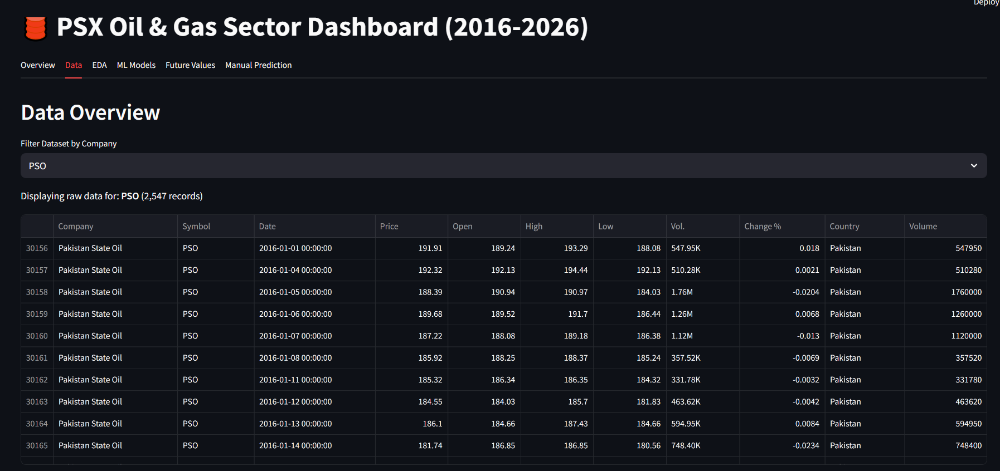 Deploy
PSX Oil & Gas Sector Dashboard (2016-2026)
Overview Data EDA ML Models Future Values Manual Prediction
Data Overview
Filter Dataset by Company
PSO
Displaying raw data for: PSO (2,547 records)
Company Symbol Date Price Open High Low Vol. Change % Country Volume
30156 Pakistan State Oil PSO 2016-01-01 00:00:00 191.91 189.24 193.29 188.08 547.95K 0.018 Pakistan 547950
30157 Pakistan State Oil PSO 2016-01-04 00:00:00 192.32 192.13 194.44 192.13 510.28K 0.0021 Pakistan 510280
30158 Pakistan State Oil PSO 2016-01-05 00:00:00 188.39 190.94 190.97 184.03 1.76M -0.0204 Pakistan 1760000
30159 Pakistan State Oil PSO 2016-01-06 00:00:00 189.68 189.52 191.7 186.44 1.26M 0.0068 Pakistan 1260000
30160 Pakistan State Oil PSO 2016-01-07 00:00:00 187.22 188.08 189.18 186.38 1.12M -0.013 Pakistan 1120000
30161 Pakistan State Oil PSO 2016-01-08 00:00:00 185.92 188.25 188.37 185.24 357.52K -0.0069 Pakistan 357520
30162 Pakistan State Oil PSO 2016-01-11 00:00:00 185.32 186.34 186.35 184.32 331.78K -0.0032 Pakistan 331780
30163 Pakistan State Oil PSO 2016-01-12 00:00:00 184.55 184.03 185.7 181.83 463.62K -0.0042 Pakistan 463620
30164 Pakistan State Oil PSO 2016-01-13 00:00:00 186.1 184.66 187.43 184.66 594.95K 0.0084 Pakistan 594950
30165 Pakistan State Oil PSO 2016-01-14 00:00:00 181.74 186.85 186.85 180.56 748.40K -0.0234 Pakistan 748400